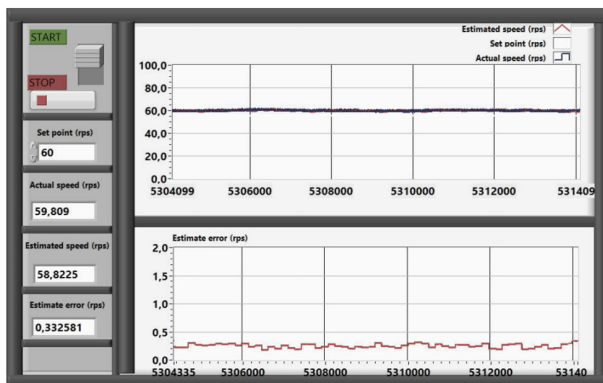 START
STOP
Set point (rps)
60
Actual speed (rps)
59,809
Estimated speed (rps)
58,8225
Estimate error (rps)
0,332581
Estimated speed (rps)
Set point (rps)
Actual speed (rps)
100,0
80,0
60,0
40,0
20,0
0,0
5304099 5306000 5308000 5310000 5312000 531409
Estimate error (rps)
2,0
1,5
1,0
0,5
0,0
5304335 5306000 5308000 5310000 5312000 53140